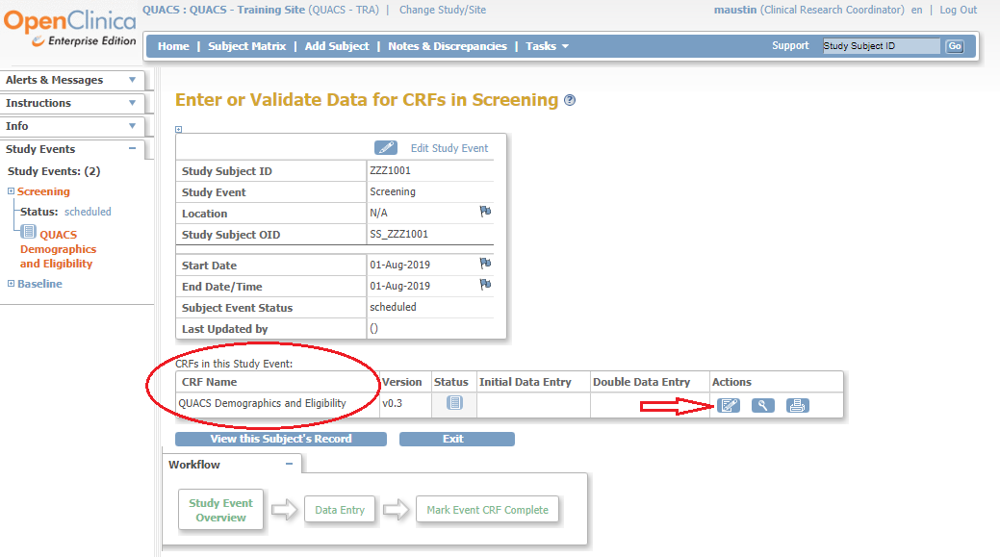 OpenClinica
Enterprise Edition
QUACS : QUACS - Training Site (QUACS - TRA) | Change Study/Site
maustin (Clinical Research Coordinator) en | Log Out
Home | Subject Matrix | Add Subject | Notes & Discrepancies | Tasks
Support Study Subject ID Go
Alerts & Messages
Instructions
Info
Study Events
Study Events: (2)
Screening
Status: scheduled
QUACS
Demographics
and Eligibility
Baseline
Enter or Validate Data for CRFs in Screening ?
Edit Study Event
Study Subject ID ZZZ1001
Study Event Screening
Location N/A
Study Subject OID SS_ZZZ1001
Start Date 01-Aug-2019
End Date/Time 01-Aug-2019
Subject Event Status scheduled
Last Updated by ()
CRFs in this Study Event:
CRF Name Version Status Initial Data Entry Double Data Entry Actions
QUACS Demographics and Eligibility v0.3
View this Subject's Record Exit
Workflow
Study Event
Overview
Data Entry
Mark Event CRF Complete